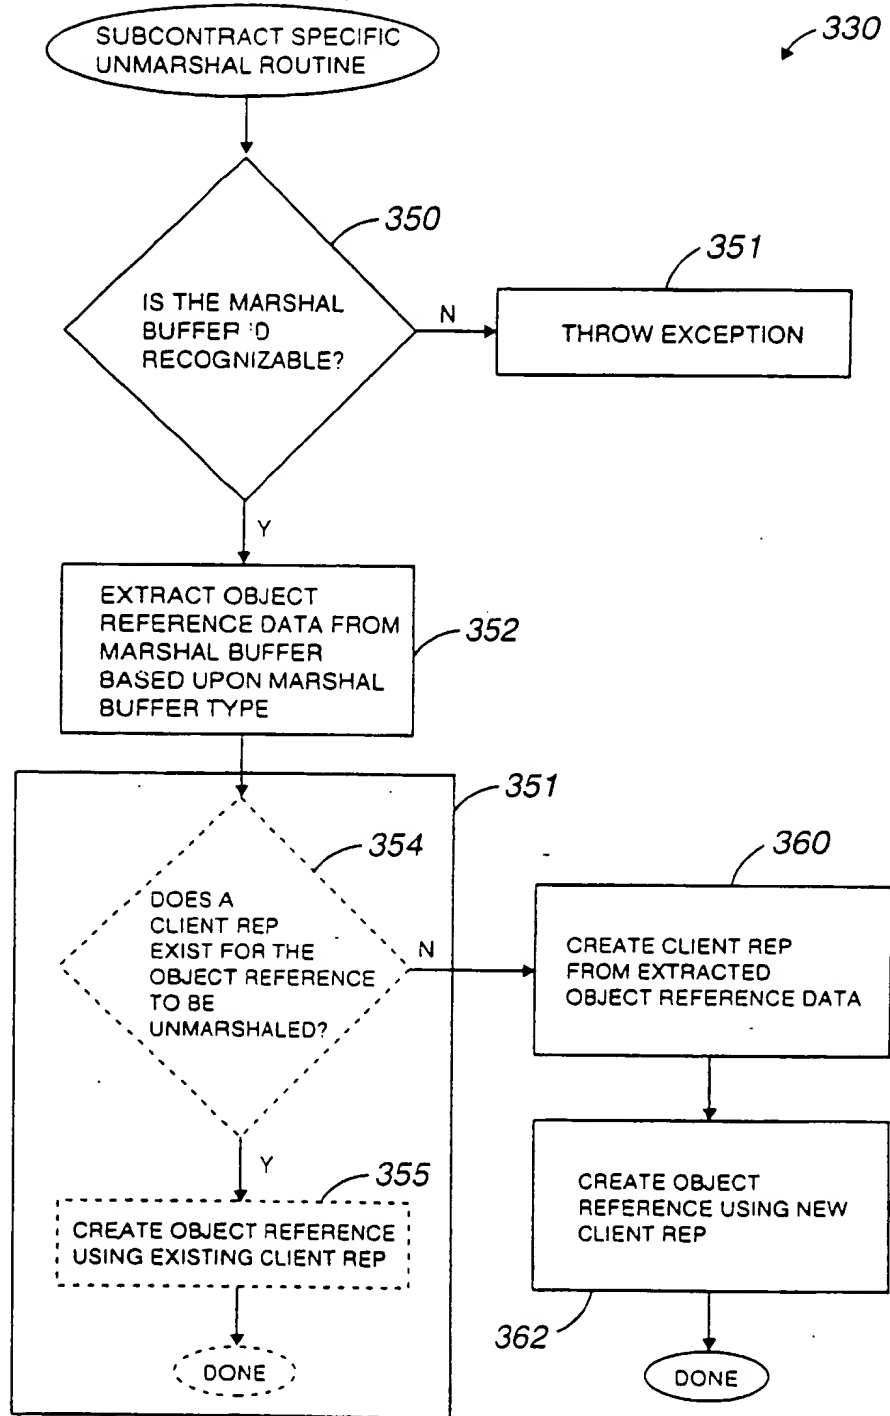 SUBCONTRACT SPECIFIC
UNMARSHAL ROUTINE
330
350
IS THE MARSHAL
BUFFER 'D
RECOGNIZABLE?
N
351
THROW EXCEPTION
Y
EXTRACT OBJECT
REFERENCE DATA FROM
MARSHAL BUFFER
BASED UPON MARSHAL
BUFFER TYPE
352
351
354
DOES A
CLIENT REP
EXIST FOR THE
OBJECT REFERENCE
TO BE
UNMARSHALED?
N
360
CREATE CLIENT REP
FROM EXTRACTED
OBJECT REFERENCE DATA
Y
355
CREATE OBJECT REFERENCE
USING EXISTING CLIENT REP
DONE
CREATE OBJECT
REFERENCE USING NEW
CLIENT REP
362
DONE